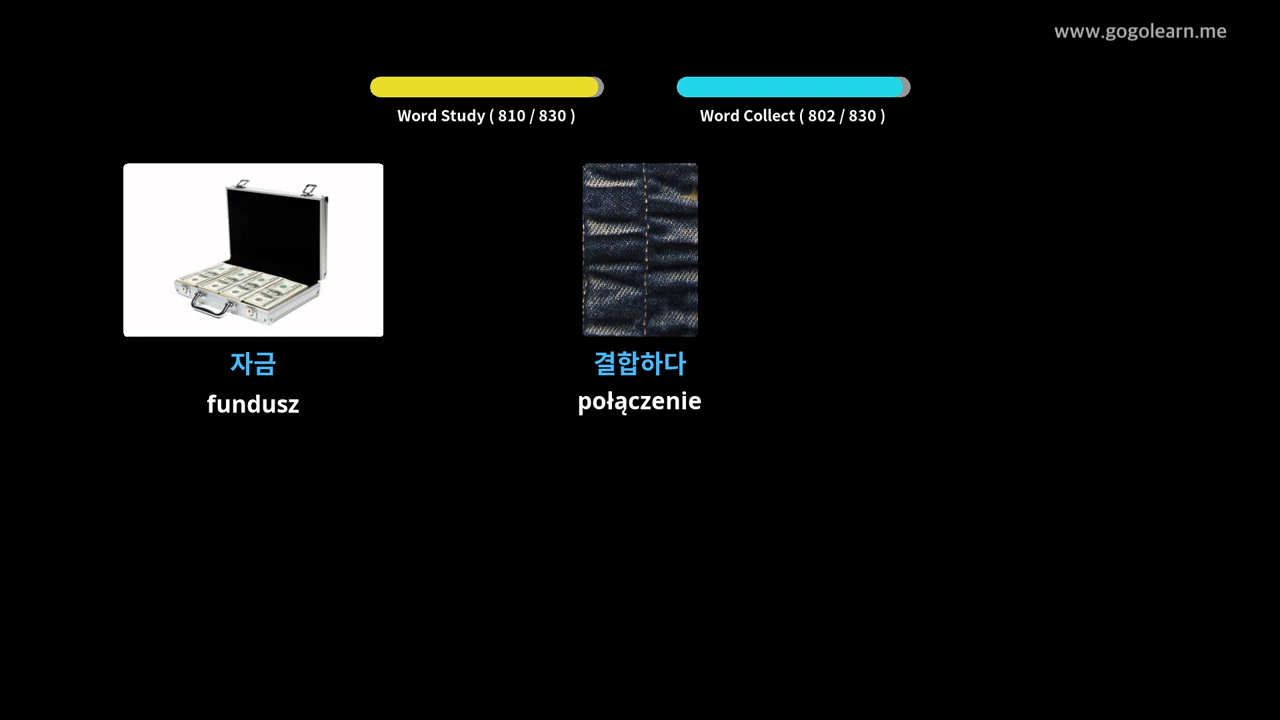 www.gogolearn.me
Word Study ( 810 / 830 )
Word Collect ( 802 / 830 )
자금
fundusz
결합하다
połączenie